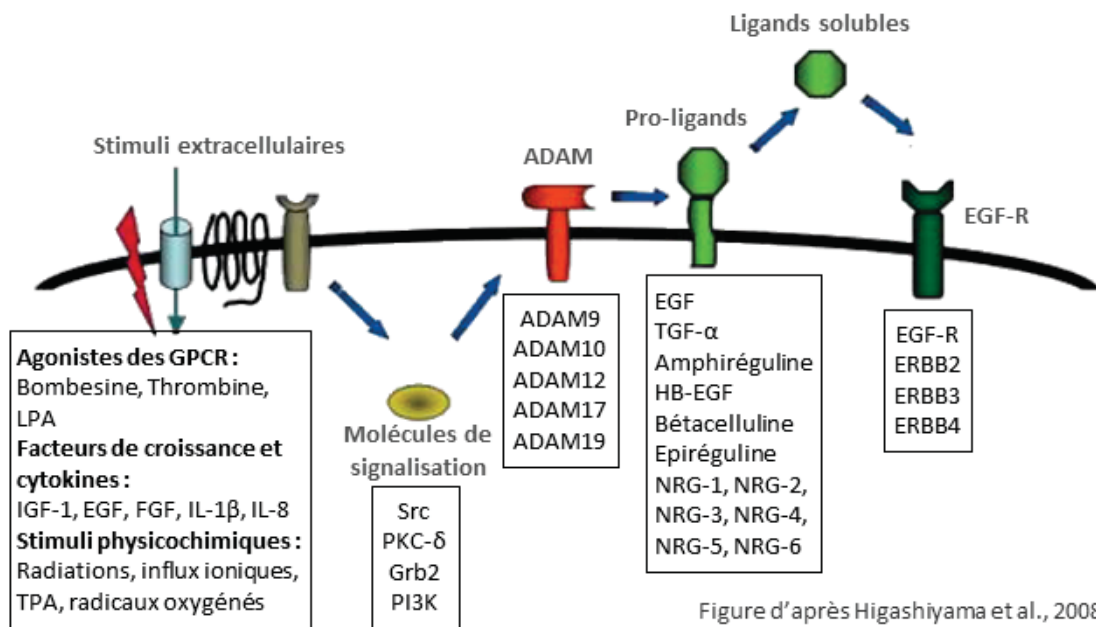 Ligands solubles
Pro-ligands
Stimuli extracellulaires
ADAM
EGF-R
Agonistes des GPCR :
Bombesine, Thrombine,
LPA
Facteurs de croissance et
cytokines :
IGF-1, EGF, FGF, IL-1β, IL-8
Stimuli physicochimiques :
Radiations, influx ioniques,
TPA, radicaux oxygénés
Molécules de
signalisation
Src
PKC-δ
Grb2
PI3K
ADAM9
ADAM10
ADAM12
ADAM17
ADAM19
EGF
TGF-α
Amphiréguline
HB-EGF
Bétacelluline
Epiréguline
NRG-1, NRG-2,
NRG-3, NRG-4,
NRG-5, NRG-6
EGF-R
ERBB2
ERBB3
ERBB4
Figure d'après Higashiyama et al., 2008